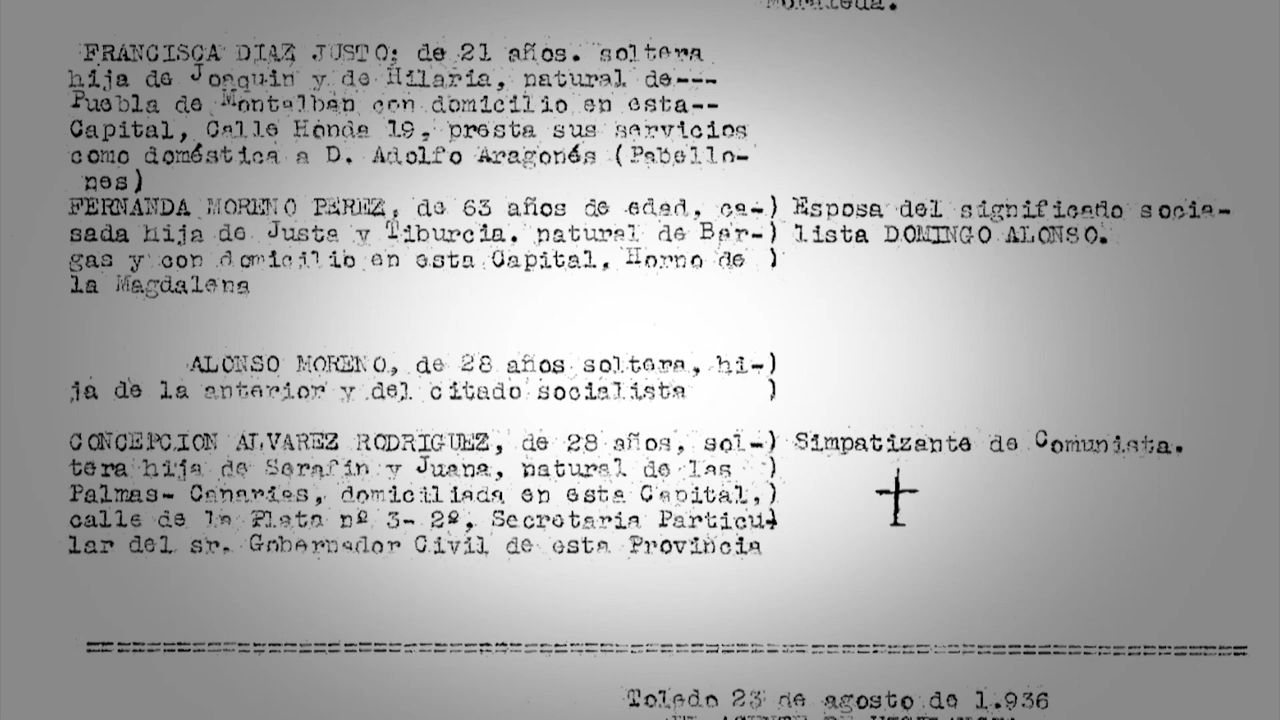 Moraleda.
FRANCISCA DIAZ JUSTO; de 21 años. soltera
hija de Joaquin y de Hilaria, natural de---
Puebla de Montalban con domicilio en esta--
Capital, Calle Honda 19, presta sus servicios
como doméstica a D. Adolfo Aragonés (Pabello-
nes)
FERNANDA MORENO PEREZ, de 63 años de edad, ca-) Esposa del significado socia-
sada hija de Justa y Tiburcia. natural de Bar-) lista DOMINGO ALONSO.
gas y con domicilio en esta Capital, Horno de )
la Magdalena
ALONSO MORENO, de 28 años soltera, hi-)
ja de la anterior y del citado socialista )
CONCEPCION ALVAREZ RODRIGUEZ, de 28 años, sol-) Simpatizante de Comunista.
tera hija de Serafin y Juana, natural de las )
Palmas- Canarias, domiciliada en esta Capital,)
calle de la Plata nº 3- 2º, Secretaria Particu-)
lar del sr. Gobernador Civil de esta Provincia
Toledo 23 de agosto de 1.936